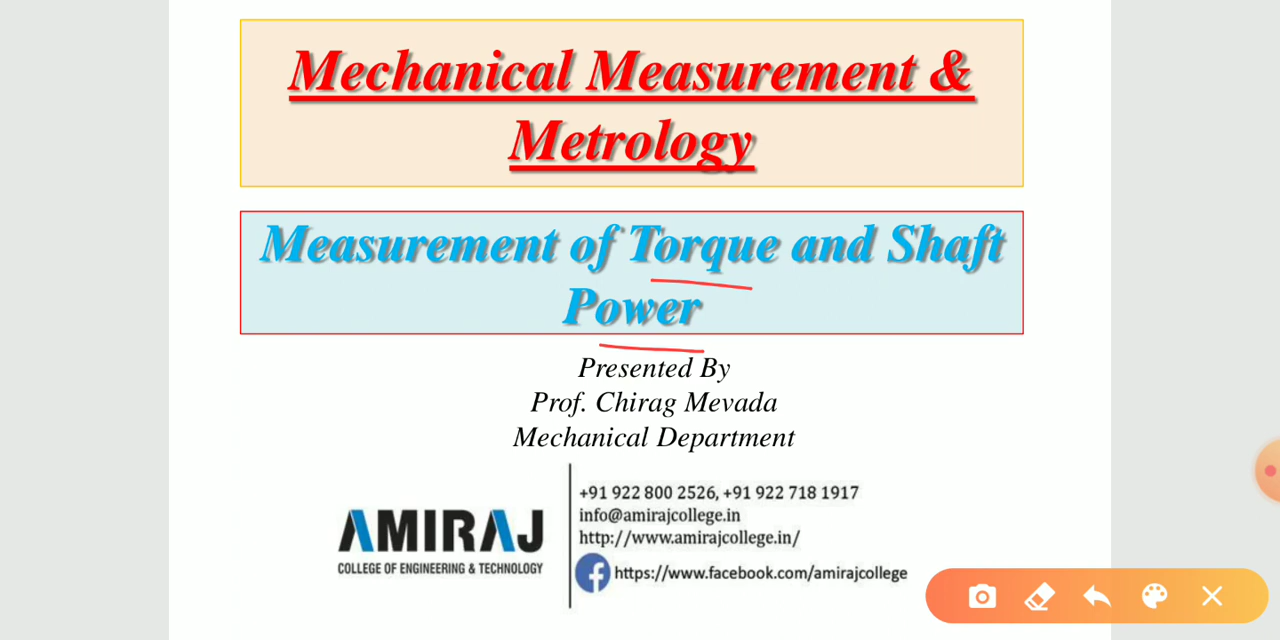 Mechanical Measurement &
Metrology
Measurement of Torque and Shaft
Power
Presented By
Prof. Chirag Mevada
Mechanical Department
AMIRAJ
COLLEGE OF ENGINEERING & TECHNOLOGY
+91 922 800 2526, +91 922 718 1917
info@amirajcollege.in
http://www.amirajcollege.in/
https://www.facebook.com/amirajcollege